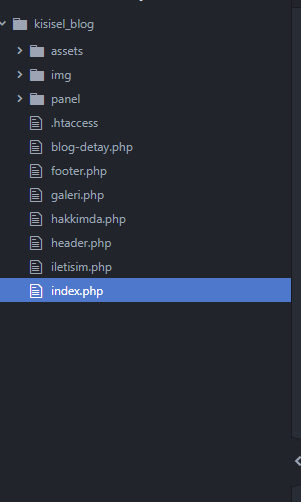 kisisel_blog
assets
img
panel
.htaccess
blog-detay.php
footer.php
galeri.php
hakkimda.php
header.php
iletisim.php
index.php